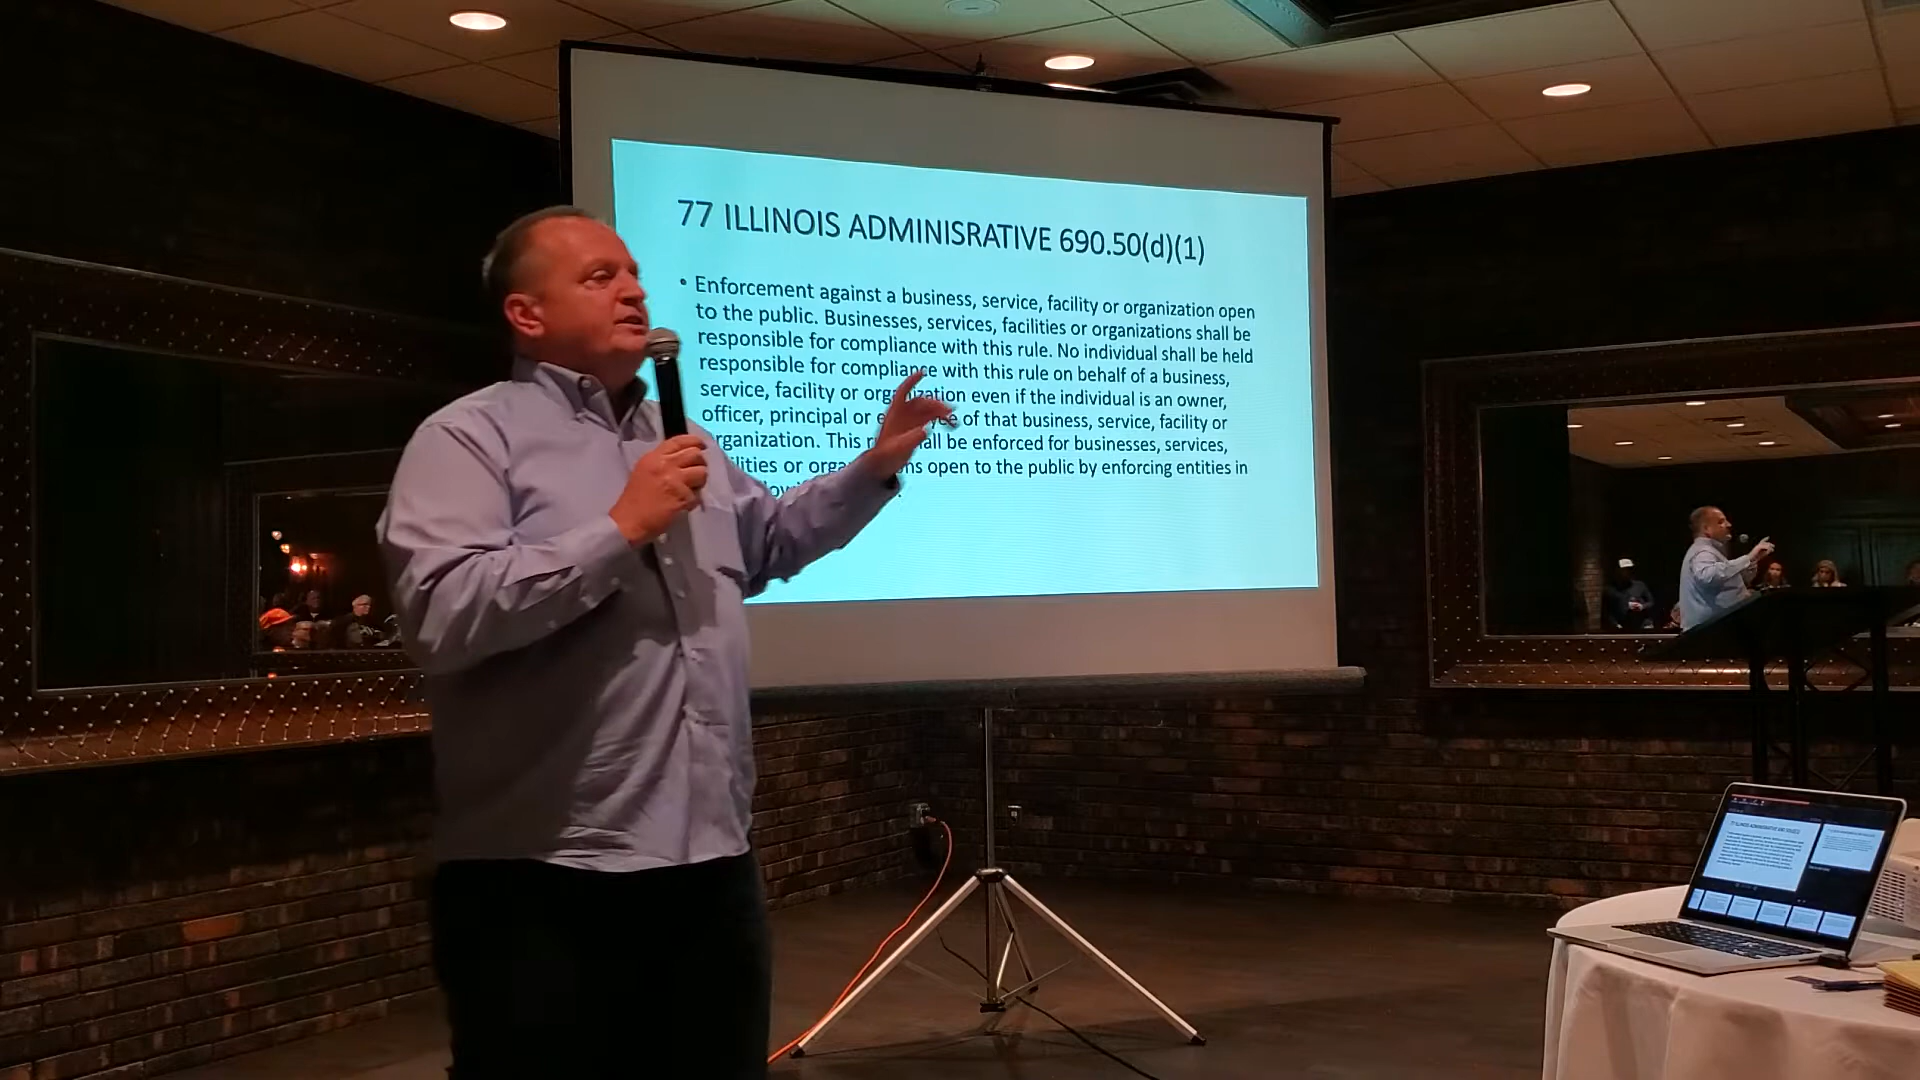 77 ILLINOIS ADMINISRATIVE 690.50(d)(1)
• Enforcement against a business, service, facility or organization open
to the public. Businesses, services, facilities or organizations shall be
responsible for compliance with this rule. No individual shall be held
responsible for compliance with this rule on behalf of a business,
service, facility or organization even if the individual is an owner,
officer, principal or of that business, service, facility or
organization. This be enforced for businesses, services,
or open to the public by enforcing entities in